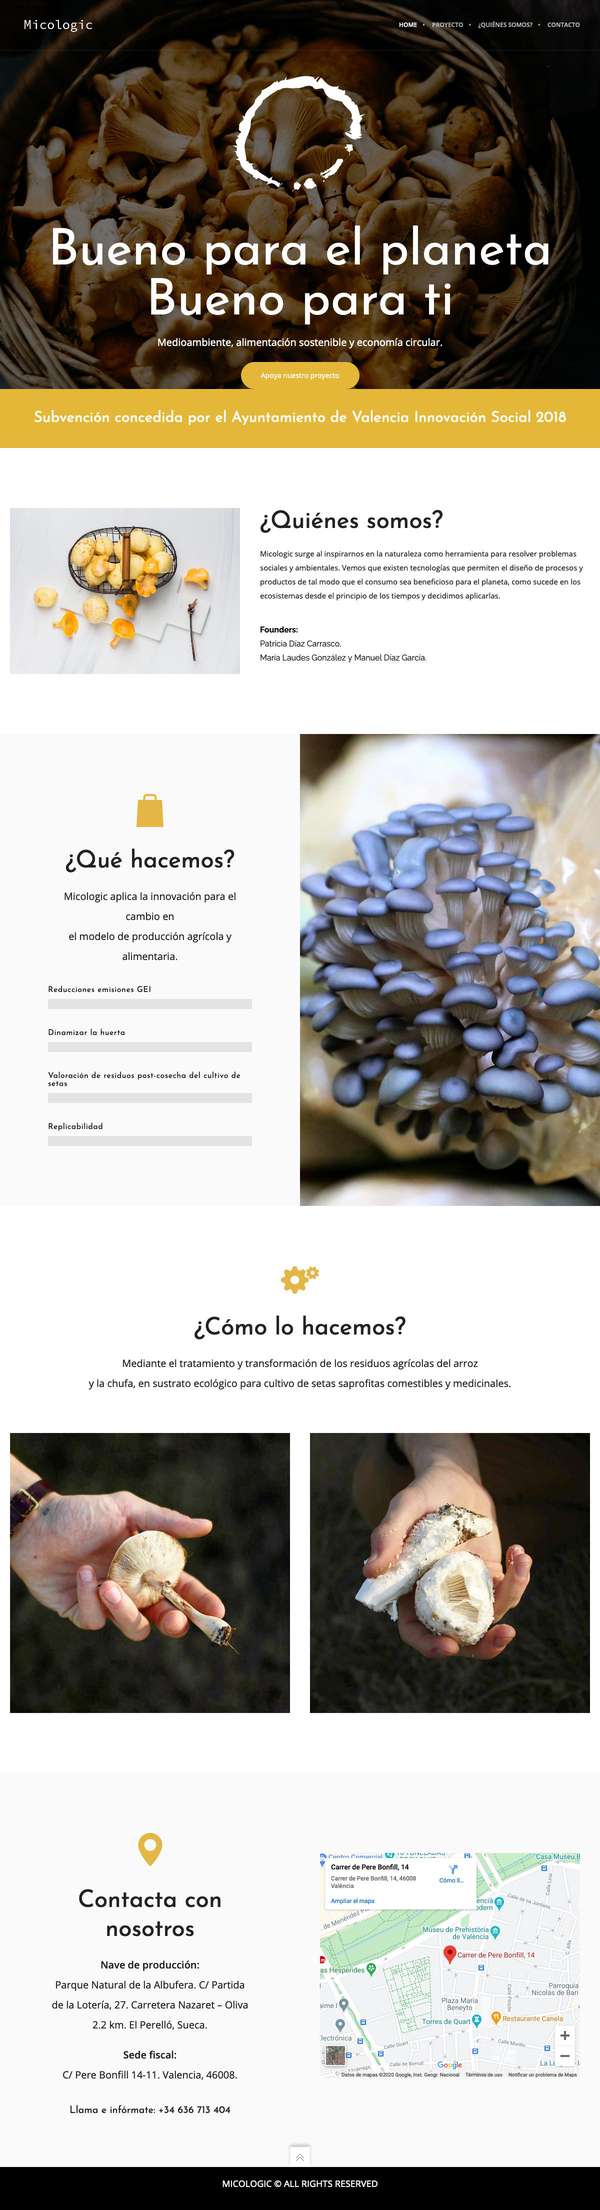 Micologic
HOME • PROYECTO • ¿QUIÉNES SOMOS? • CONTACTO
Bueno para el planeta
Bueno para ti
Medioambiente, alimentación sostenible y economía circular.
Apoya nuestro proyecto
Subvención concedida por el Ayuntamiento de Valencia Innovación Social 2018
¿Quiénes somos?
Micologic surge al inspirarnos en la naturaleza como herramienta para resolver problemas
sociales y ambientales. Vemos que existen tecnologías que permiten el diseño de procesos y
productos de tal modo que el consumo sea beneficioso para el planeta, como sucede en los
ecosistemas desde el principio de los tiempos y decidimos aplicarlas.
Founders:
Patricia Díaz Carrasco.
Maria Laudes González y Manuel Díaz García.
¿Qué hacemos?
Micologic aplica la innovación para el
cambio en
el modelo de producción agrícola y
alimentaria.
Reducciones emisiones GEI
Dinamizar la huerta
Valoración de residuos post-cosecha del cultivo de
setas
Replicabilidad
¿Cómo lo hacemos?
Mediante el tratamiento y transformación de los residuos agrícolas del arroz
y la chufa, en sustrato ecológico para cultivo de setas saprofitas comestibles y medicinales.
Contacta con
nosotros
Nave de producción:
Parque Natural de la Albufera. C/ Partida
de la Lotería, 27. Carretera Nazaret – Oliva
2.2 km. El Perelló, Sueca.
Sede fiscal:
C/ Pere Bonfill 14-11. Valencia, 46008.
Llama e infórmate: +34 636 713 404
Carrer de Pere Bonfill, 14
Carrer de Pere Bonfill, 14, 46008
València
Cómo ll...
Ampliar el mapa
Casa Museu B
Museu de Prehistòria
de València
as Hespérides
Carrer de Pere Bonfill, 14
Parroquia
Nicolás de Bari
Plaza Maria
Beneyto
Torres de Quart
Restaurante Canela
Google
Datos de mapas ©2020 Google, Inst. Geogr. Nacional
Términos de uso
Notificar un problema de Maps
MICOLOGIC © ALL RIGHTS RESERVED